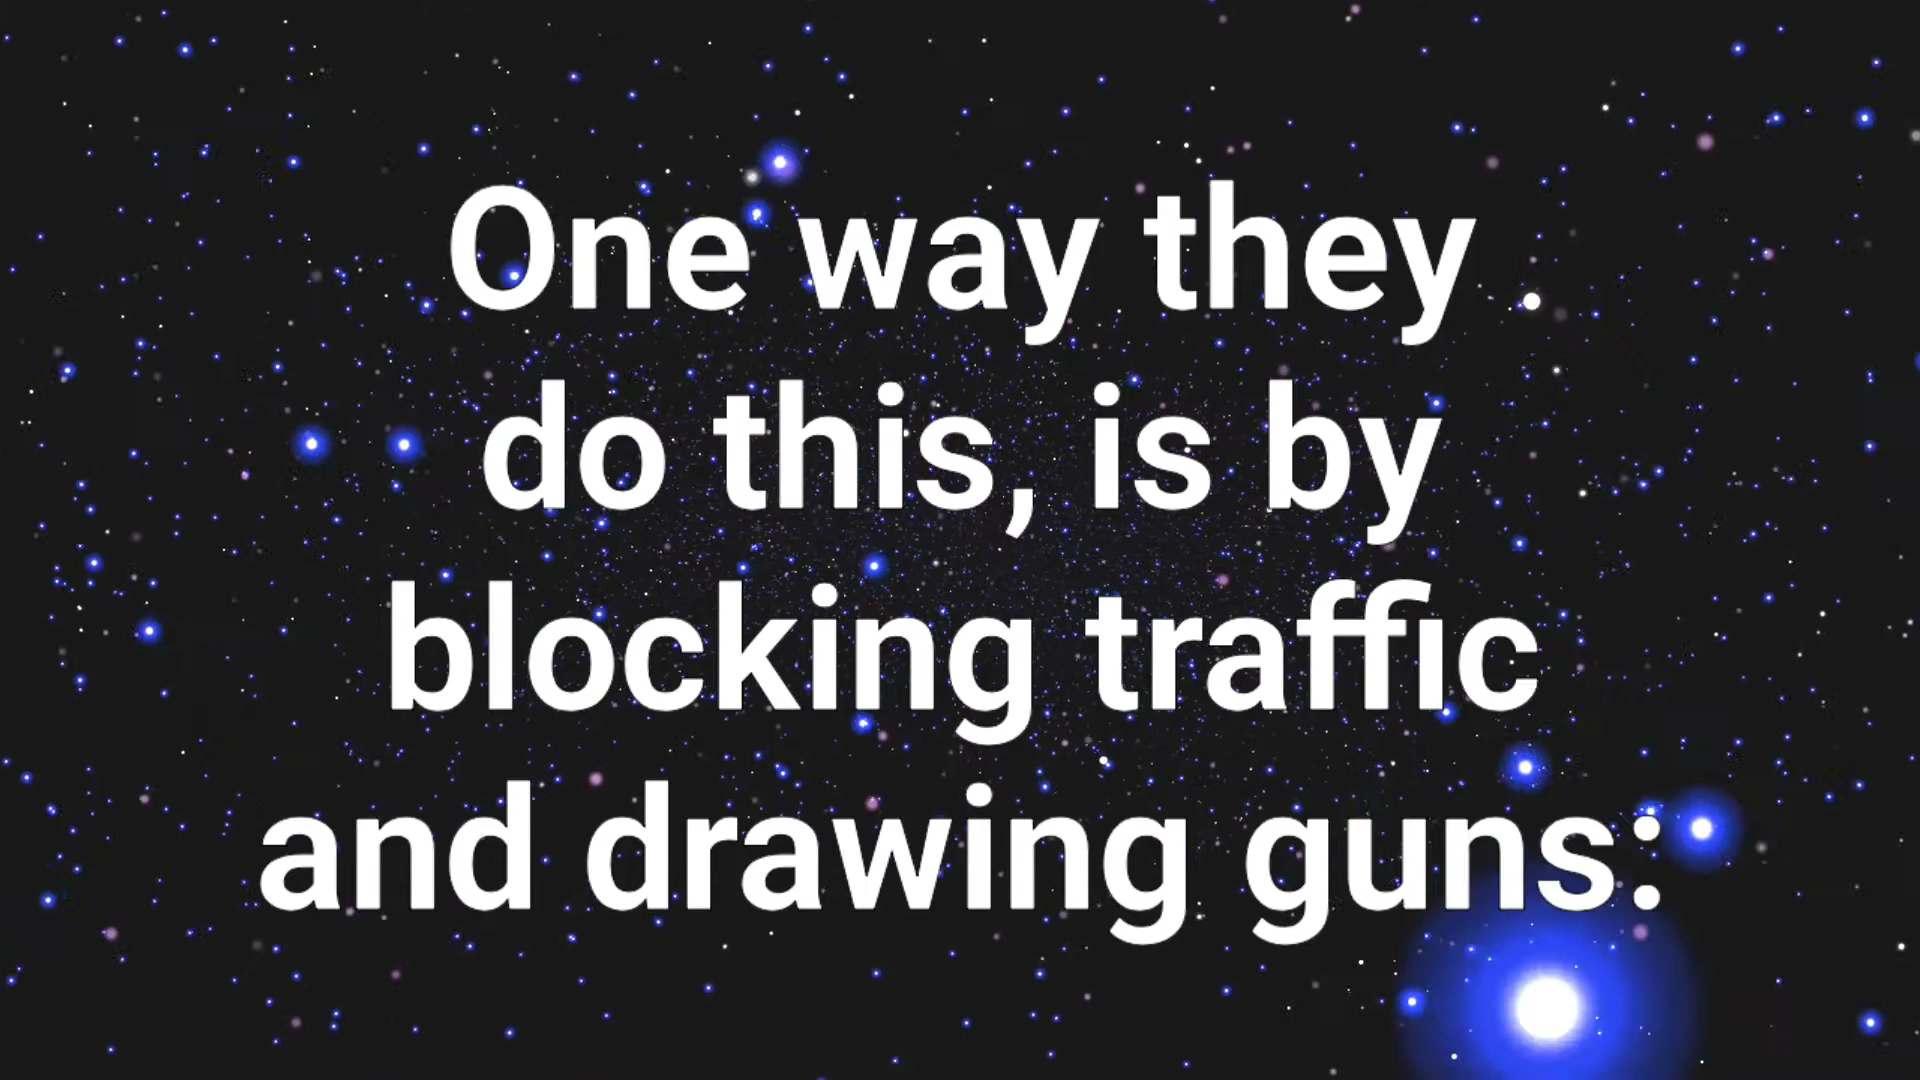 One way they
do this, is by
blocking traffic
and drawing guns: